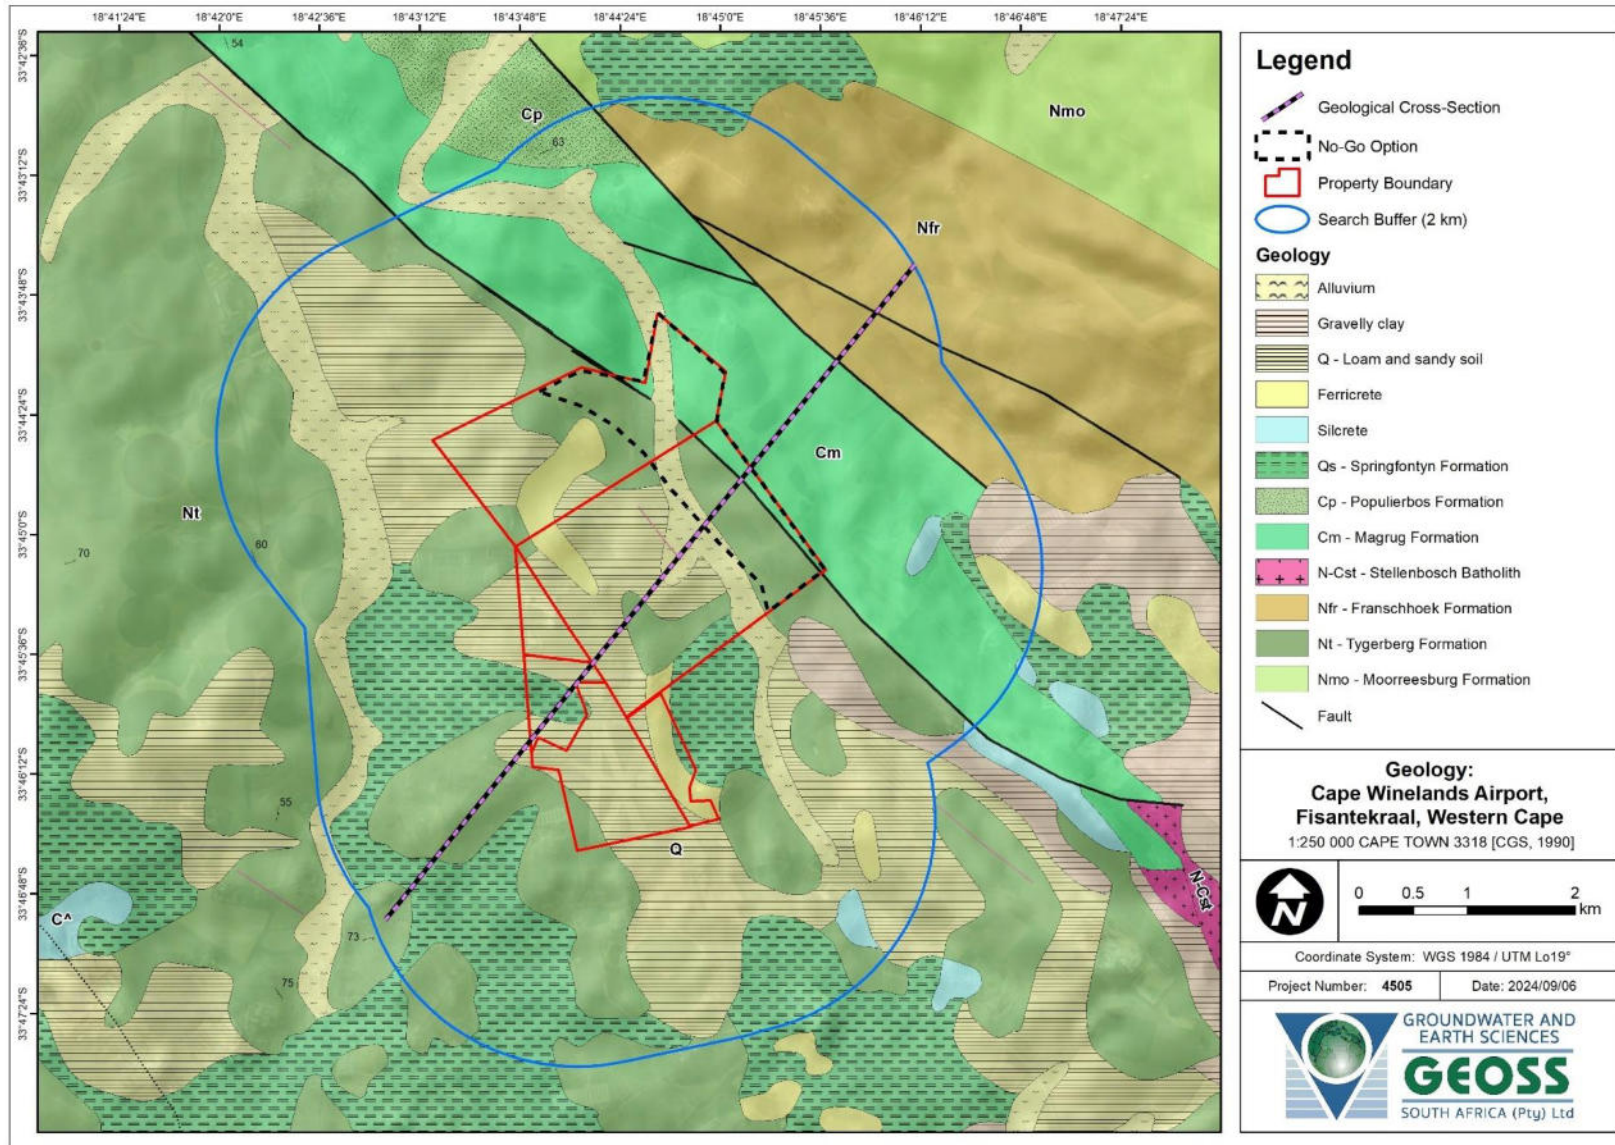 18°41'24"E 18°42'0"E 18°42'36"E 18°43'12"E 18°43'48"E 18°44'24"E 18°45'0"E 18°45'36"E 18°46'12"E 18°46'48"E 18°47'24"E
33°42'36"S
33°43'12"S
33°43'48"S
33°44'24"S
33°45'0"S
33°45'36"S
33°46'12"S
33°46'48"S
33°47'24"S
54
Cp
63
Nmo
Nfr
Cm
Nt
70
60
55
Q
C^
73
75
N-Cst
Legend
Geological Cross-Section
No-Go Option
Property Boundary
Search Buffer (2 km)
Geology
Alluvium
Gravelly clay
Q - Loam and sandy soil
Ferricrete
Silcrete
Qs - Springfontyn Formation
Cp - Populierbos Formation
Cm - Magrug Formation
N-Cst - Stellenbosch Batholith
Nfr - Franschhoek Formation
Nt - Tygerberg Formation
Nmo - Moorreesburg Formation
Fault
Geology:
Cape Winelands Airport,
Fisantekraal, Western Cape
1:250 000 CAPE TOWN 3318 [CGS, 1990]
N
0 0.5 1 2
km
Coordinate System: WGS 1984 / UTM Lo19°
Project Number: 4505 Date: 2024/09/06
GROUNDWATER AND
EARTH SCIENCES
GEOSS
SOUTH AFRICA (Pty) Ltd